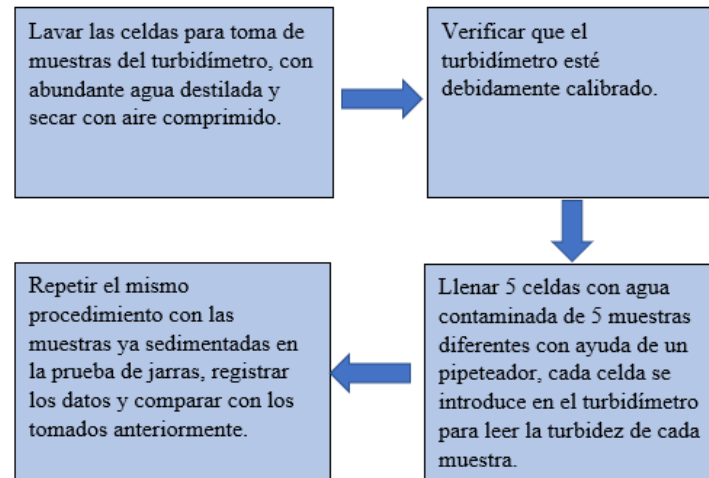 Lavar las celdas para toma de
muestras del turbidímetro, con
abundante agua destilada y
secar con aire comprimido.
Verificar que el
turbidímetro esté
debidamente calibrado.
Llenar 5 celdas con agua
contaminada de 5 muestras
diferentes con ayuda de un
pipeteador, cada celda se
introduce en el turbidímetro
para leer la turbidez de cada
muestra.
Repetir el mismo
procedimiento con las
muestras ya sedimentadas en
la prueba de jarras, registrar
los datos y comparar con los
tomados anteriormente.